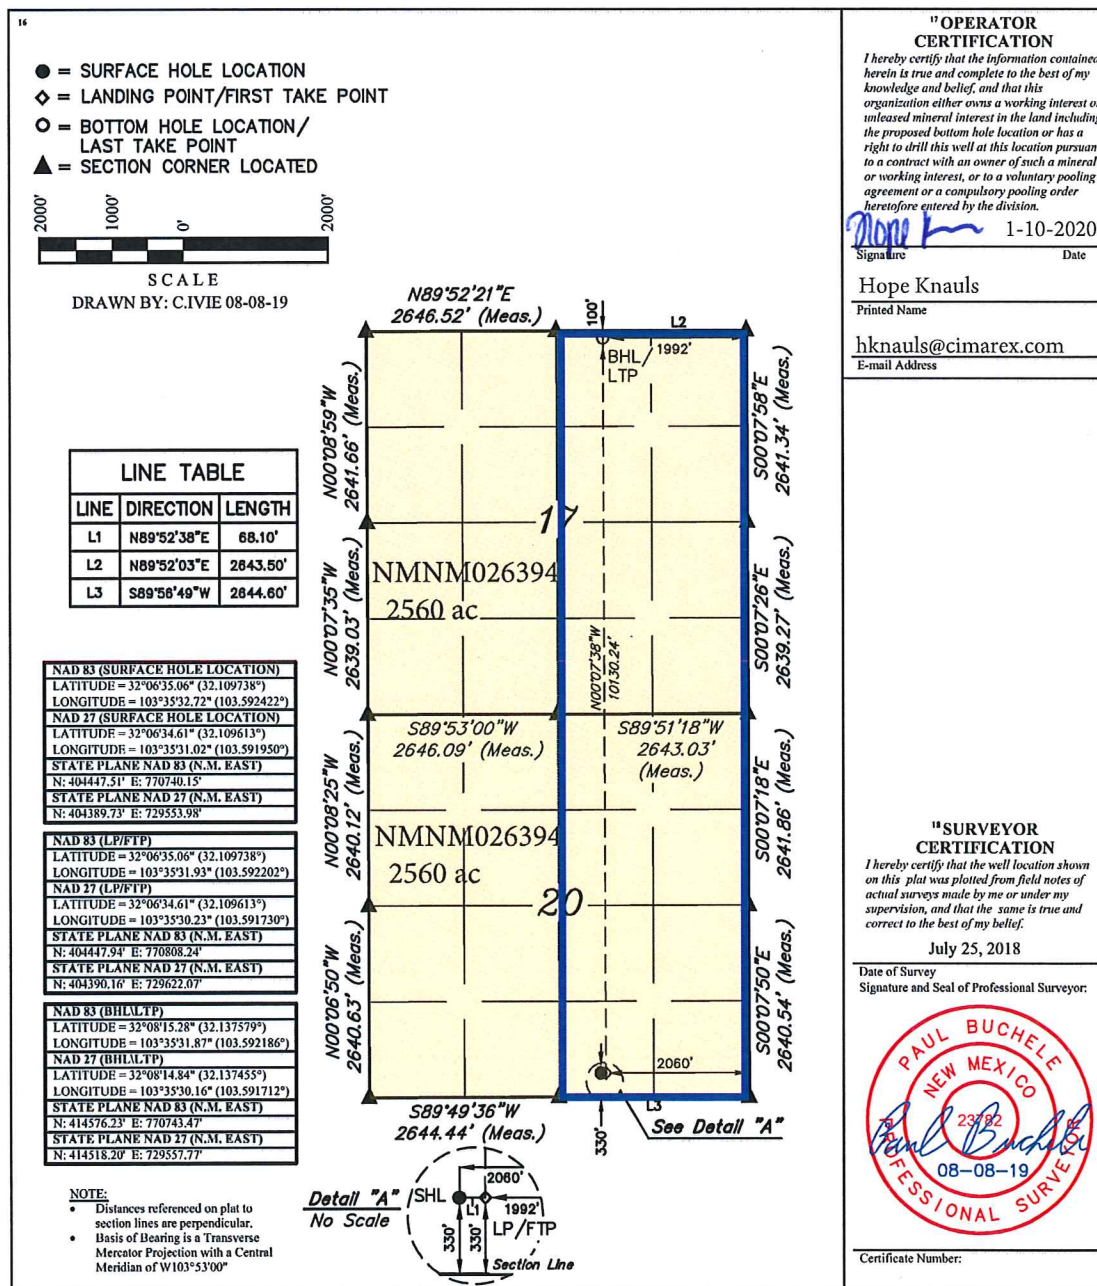 16
● = SURFACE HOLE LOCATION
◇ = LANDING POINT/FIRST TAKE POINT
○ = BOTTOM HOLE LOCATION/
LAST TAKE POINT
▲ = SECTION CORNER LOCATED
2000' 1000' 0' 2000'
SCALE
DRAWN BY: C.IVIE 08-08-19
LINE TABLE
LINE DIRECTION LENGTH
L1 N89°52'38"E 68.10'
L2 N89°52'03"E 2643.50'
L3 S89°56'49"W 2644.60'
NAD 83 (SURFACE HOLE LOCATION)
LATITUDE = 32°06'35.06" (32.109738°)
LONGITUDE = 103°35'32.72" (103.592422°)
NAD 27 (SURFACE HOLE LOCATION)
LATITUDE = 32°06'34.61" (32.109613°)
LONGITUDE = 103°35'31.02" (103.591950°)
STATE PLANE NAD 83 (N.M. EAST)
N: 404447.51' E: 770740.15'
STATE PLANE NAD 27 (N.M. EAST)
N: 404389.73' E: 729553.98'
NAD 83 (LP/FTP)
LATITUDE = 32°06'35.06" (32.109738°)
LONGITUDE = 103°35'31.93" (103.592202°)
NAD 27 (LP/FTP)
LATITUDE = 32°06'34.61" (32.109613°)
LONGITUDE = 103°35'30.23" (103.591730°)
STATE PLANE NAD 83 (N.M. EAST)
N: 404447.94' E: 770808.24'
STATE PLANE NAD 27 (N.M. EAST)
N: 404390.16' E: 729622.07'
NAD 83 (BHL\LTP)
LATITUDE = 32°08'15.28" (32.137579°)
LONGITUDE = 103°35'31.87" (103.592186°)
NAD 27 (BHL\LTP)
LATITUDE = 32°08'14.84" (32.137455°)
LONGITUDE = 103°35'30.16" (103.591712°)
STATE PLANE NAD 83 (N.M. EAST)
N: 414576.23' E: 770743.47'
STATE PLANE NAD 27 (N.M. EAST)
N: 414518.20' E: 729557.77'
NOTE:
• Distances referenced on plat to
section lines are perpendicular.
• Basis of Bearing is a Transverse
Mercator Projection with a Central
Meridian of W103°53'00"
N89°52'21"E
2646.52' (Meas.)
100'
L2
1992'
BHL/
LTP
N00°08'59"W
2641.66' (Meas.)
S00°07'58"E
2641.34' (Meas.)
17
NMNM026394
2560 ac
N00°07'35"W
2639.03' (Meas.)
S00°07'26"E
2639.27' (Meas.)
N00°07'38"W
10130.24'
S89°53'00"W
2646.09' (Meas.)
S89°51'18"W
2643.03'
(Meas.)
N00°08'25"W
2640.12' (Meas.)
S00°07'18"E
2641.86' (Meas.)
NMNM026394
2560 ac
20
N00°06'50"W
2640.63' (Meas.)
S00°07'50"E
2640.54' (Meas.)
2060'
L3
S89°49'36"W
2644.44' (Meas.)
330'
See Detail "A"
Detail "A"
No Scale
2060'
SHL
L1
1992'
LP/FTP
330'
330'
Section Line
17 OPERATOR
CERTIFICATION
I hereby certify that the information contained
herein is true and complete to the best of my
knowledge and belief, and that this
organization either owns a working interest or
unleased mineral interest in the land including
the proposed bottom hole location or has a
right to drill this well at this location pursuant
to a contract with an owner of such a mineral
or working interest, or to a voluntary pooling
agreement or a compulsory pooling order
heretofore entered by the division.
Hope K 1-10-2020
Signature Date
Hope Knauls
Printed Name
hknauls@cimarex.com
E-mail Address
18 SURVEYOR
CERTIFICATION
I hereby certify that the well location shown
on this plat was plotted from field notes of
actual surveys made by me or under my
supervision, and that the same is true and
correct to the best of my belief.
July 25, 2018
Date of Survey
Signature and Seal of Professional Surveyor:
PAUL BUCHELE
NEW MEXICO
23782
Paul Buchele
08-08-19
PROFESSIONAL SURVEYOR
Certificate Number: